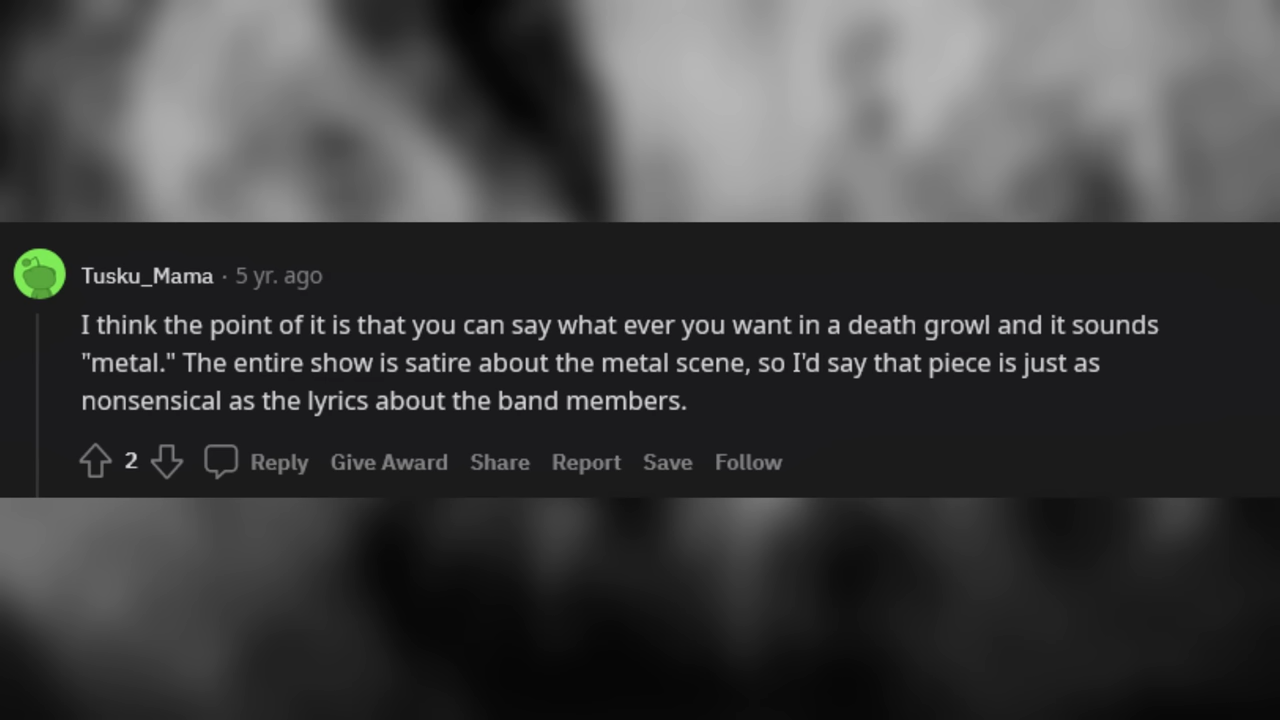 Tusku_Mama · 5 yr. ago
I think the point of it is that you can say what ever you want in a death growl and it sounds
"metal." The entire show is satire about the metal scene, so I'd say that piece is just as
nonsensical as the lyrics about the band members.
2 Reply Give Award Share Report Save Follow